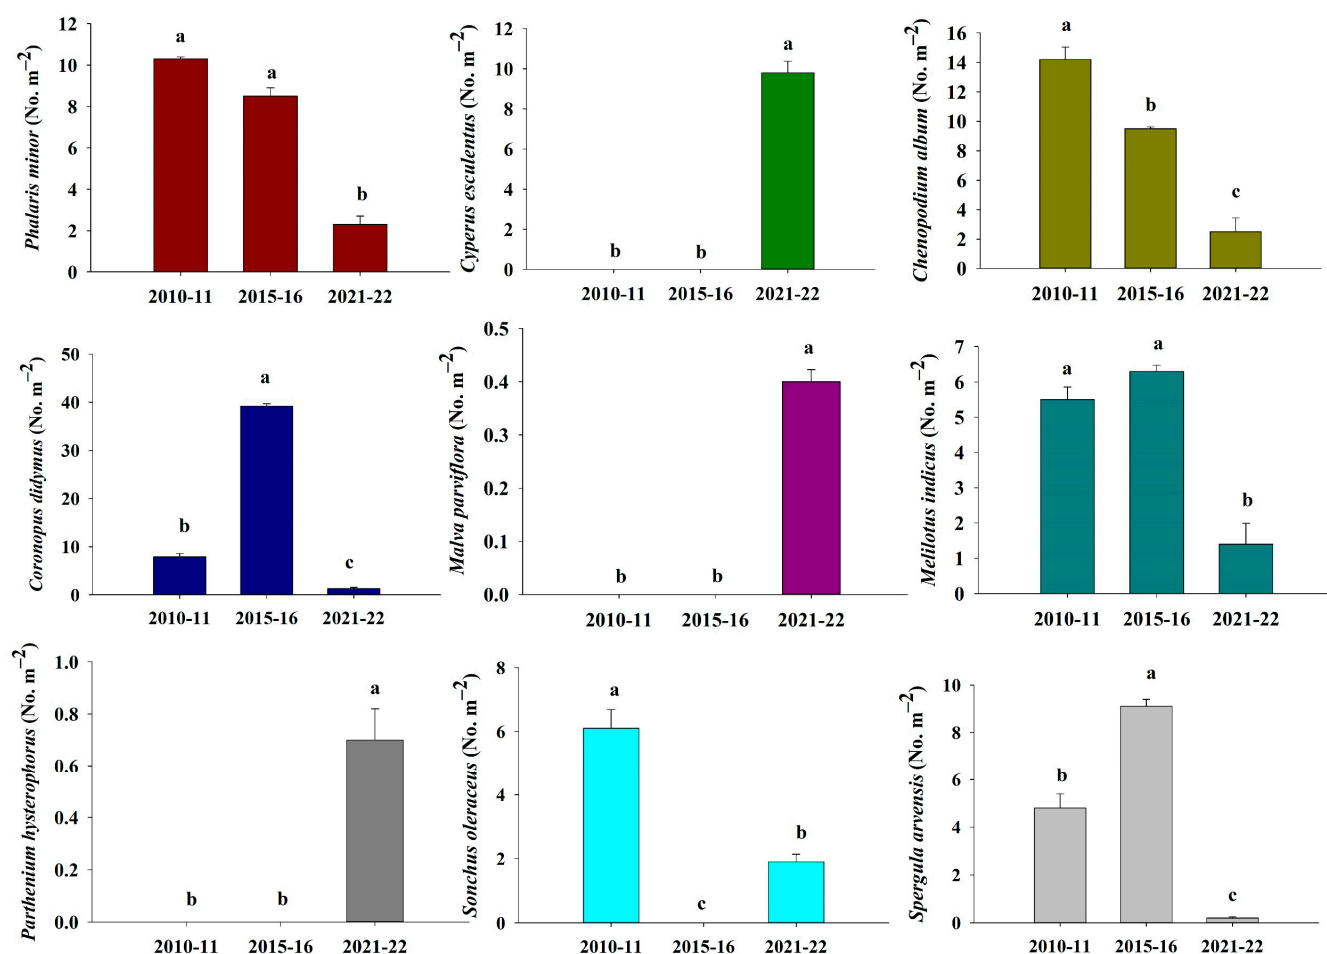 Phalaris minor (No. m−2)
12
10
8
6
4
2
0
a
a
b
2010-11 2015-16 2021-22
Cyperus esculentus (No. m−2)
12
10
8
6
4
2
0
b
b
a
2010-11 2015-16 2021-22
Chenopodium album (No. m−2)
16
14
12
10
8
6
4
2
0
a
b
c
2010-11 2015-16 2021-22
Coronopus didymus (No. m−2)
50
40
30
20
10
0
b
a
c
2010-11 2015-16 2021-22
Malva parviflora (No. m−2)
0.5
0.4
0.3
0.2
0.1
0.0
b
b
a
2010-11 2015-16 2021-22
Melilotus indicus (No. m−2)
7
6
5
4
3
2
1
0
a
a
b
2010-11 2015-16 2021-22
Parthenium hysterophorus (No. m−2)
1.0
0.8
0.6
0.4
0.2
0.0
b
b
a
2010-11 2015-16 2021-22
Sonchus oleraceus (No. m−2)
8
6
4
2
0
a
c
b
2010-11 2015-16 2021-22
Spergula arvensis (No. m−2)
10
8
6
4
2
0
b
a
c
2010-11 2015-16 2021-22